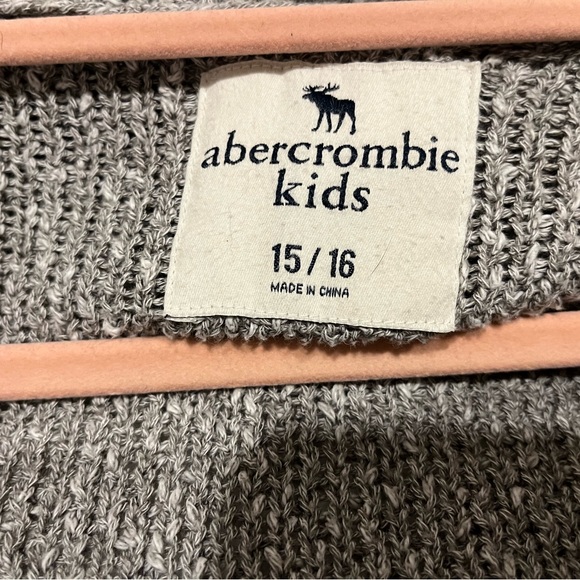 abercrombie
kids
15/16
MADE IN CHINA